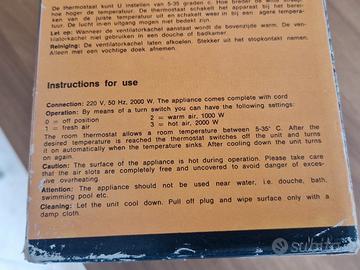 De thermostaat kunt U instellen van 5-35 graden c. Hoe breder de
hoe hoger de temperatuur. De thermostaat schakelt het apparaat bij het berei-
ken van de juiste temperatuur uit en schakelt weer in bij een lagere tempera-
tuur. De lucht in-en uitgang mogen niet bedekt zijn.
Let op: Wanneer de ventilatorkachel aanstaat wordt de bovenzijde warm. De ven-
tilatorkachel niet gebruiken in een douche of badkamer.
Reiniging: De ventilatorkachel laten afkoelen. Stekker uit het stopkontakt nemen.
Alleen met een vochtige doek afnemen.
Instructions for use
Connection: 220 V, 50 Hz, 2000 W. The appliance comes complete with cord
Operation: By means of a turn switch you can have the following settings:
0 = off position 2 = warm air, 1000 W
1 = fresh air 3 = hot air, 2000 W
The room thermostat allows a room temperature between 5-35° C. After the
desired temperature is reached the thermostat switches off the unit and turns
it on automatically when the temperature sinks. After cooling down the unit turns
on again.
Caution: The surface of the appliance is hot during operation. Please take care
that the air slots are completely free and uncovered to avoid danger of exces-
sive overheating.
Attention: The appliance should not be used near water, i.e. douche, bath,
swimming pool etc.
Cleaning: Let the unit cool down. Pull off plug and wipe surface only with a
damp cloth.
subito